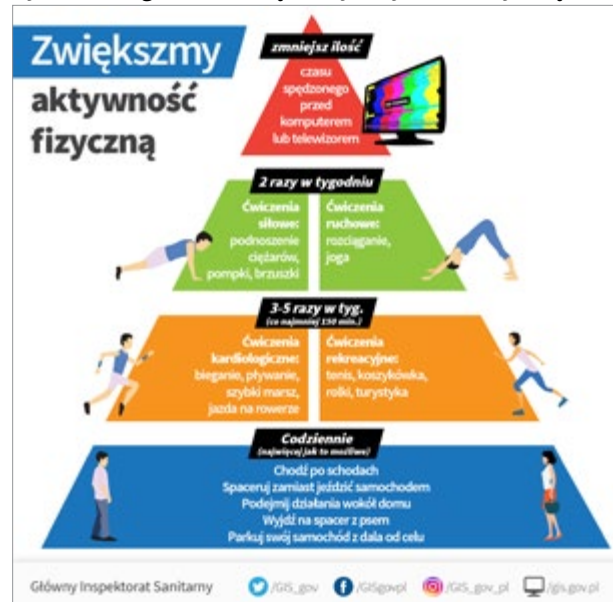 Zwiększmy
aktywność
fizyczną
zmniejsz ilość
czasu
spędzonego
przed
komputerem
lub telewizorem
2 razy w tygodniu
Ćwiczenia
siłowe:
podnoszenie
ciężarów,
pompki, brzuszki
Ćwiczenia
ruchowe:
rozciąganie,
joga
3-5 razy w tyg.
(co najmniej 150 min.)
Ćwiczenia
kardiologiczne:
bieganie, pływanie,
szybki marsz,
jazda na rowerze
Ćwiczenia
rekreacyjne:
tenis, koszykówka,
rolki, turystyka
Codziennie
(najwięcej jak to możliwe)
Chodź po schodach
Spaceruj zamiast jeździć samochodem
Podejmij działania wokół domu
Wyjdź na spacer z psem
Parkuj swój samochód z dala od celu
Główny Inspektorat Sanitarny
/GIS_gov
/GISgovpl
/GIS_gov_pl
/gis.gov.pl